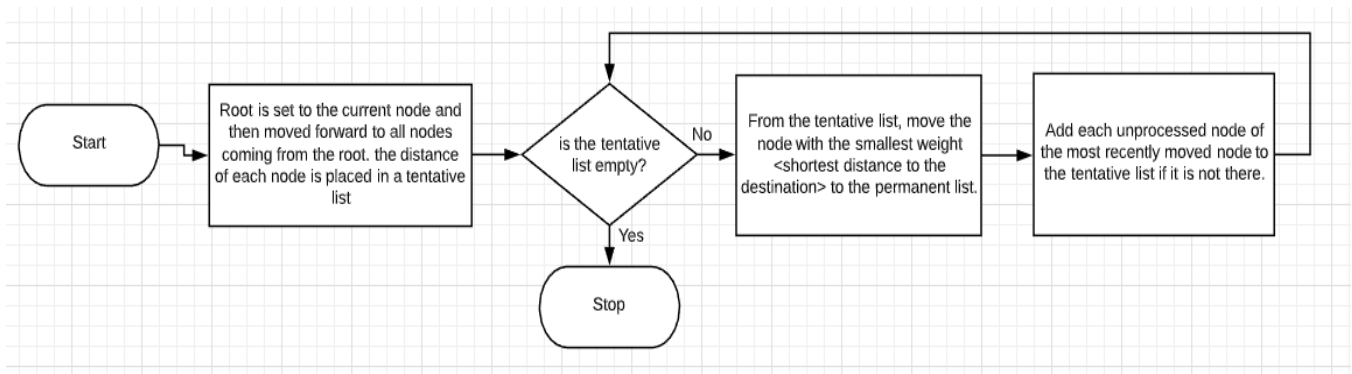 Start
Root is set to the current node and
then moved forward to all nodes
coming from the root. the distance
of each node is placed in a tentative
list
is the tentative
list empty?
No
Yes
Stop
From the tentative list, move the
node with the smallest weight
<shortest distance to the
destination> to the permanent list.
Add each unprocessed node of
the most recently moved node to
the tentative list if it is not there.